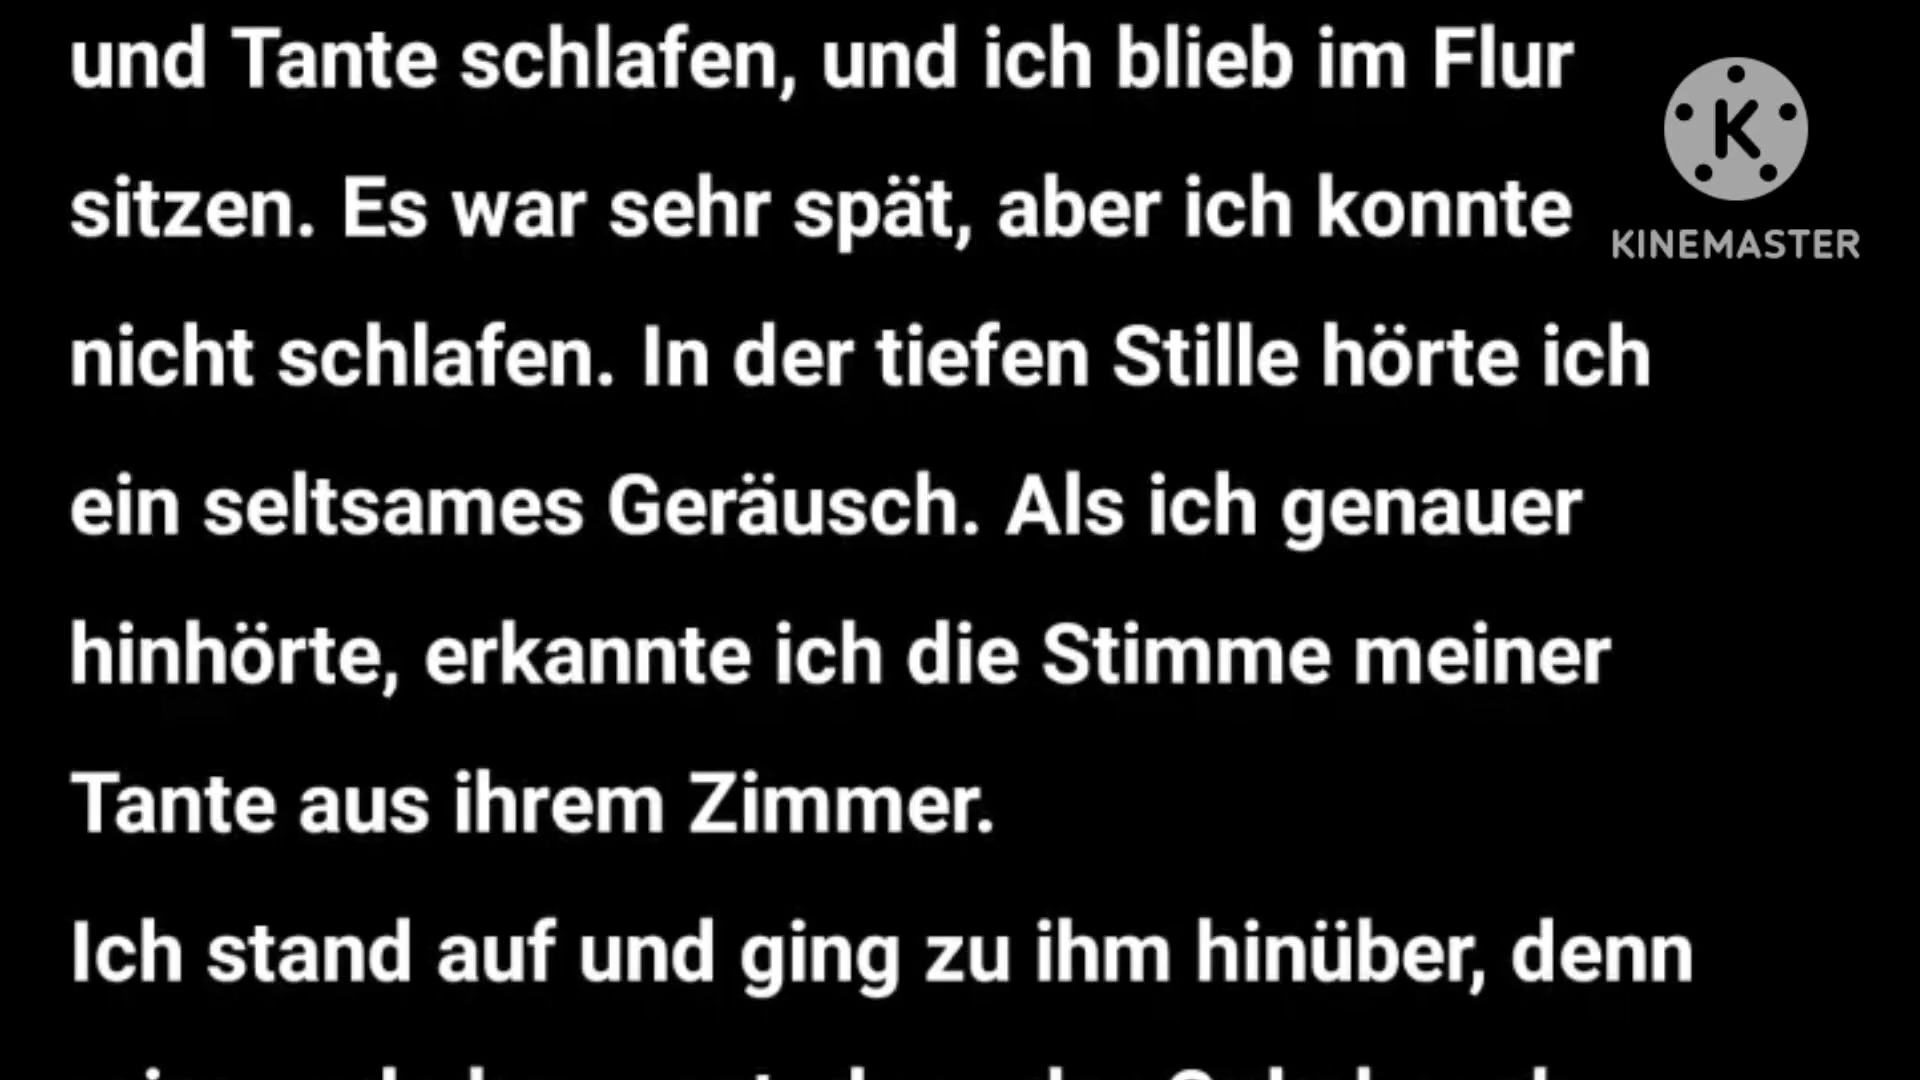 und Tante schlafen, und ich blieb im Flur
sitzen. Es war sehr spät, aber ich konnte
nicht schlafen. In der tiefen Stille hörte ich
ein seltsames Geräusch. Als ich genauer
hinhörte, erkannte ich die Stimme meiner
Tante aus ihrem Zimmer.
Ich stand auf und ging zu ihm hinüber, denn
K
KINEMASTER